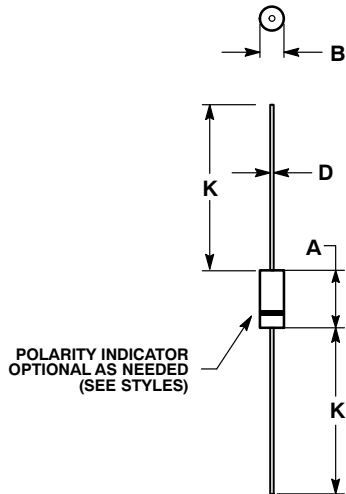 B
K
D
A
POLARITY INDICATOR
OPTIONAL AS NEEDED
(SEE STYLES)
K